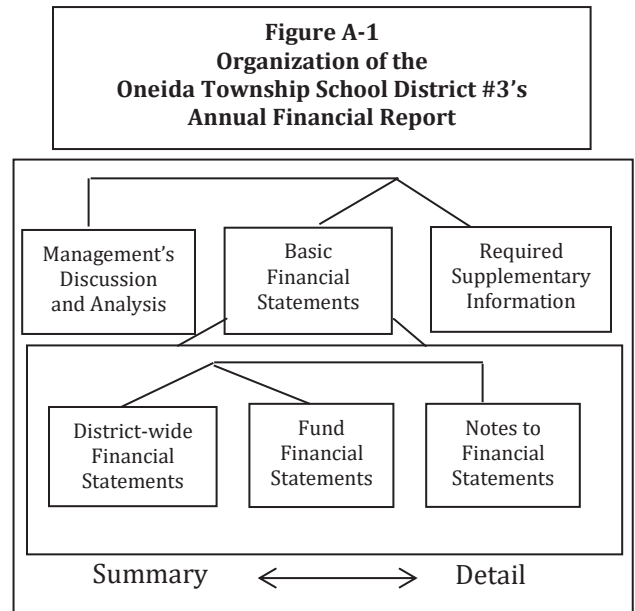 Figure A-1
Organization of the
Oneida Township School District #3’s
Annual Financial Report
Management’s
Discussion
and Analysis
Basic
Financial
Statements
Required
Supplementary
Information
District-wide
Financial
Statements
Fund
Financial
Statements
Notes to
Financial
Statements
Summary
Detail